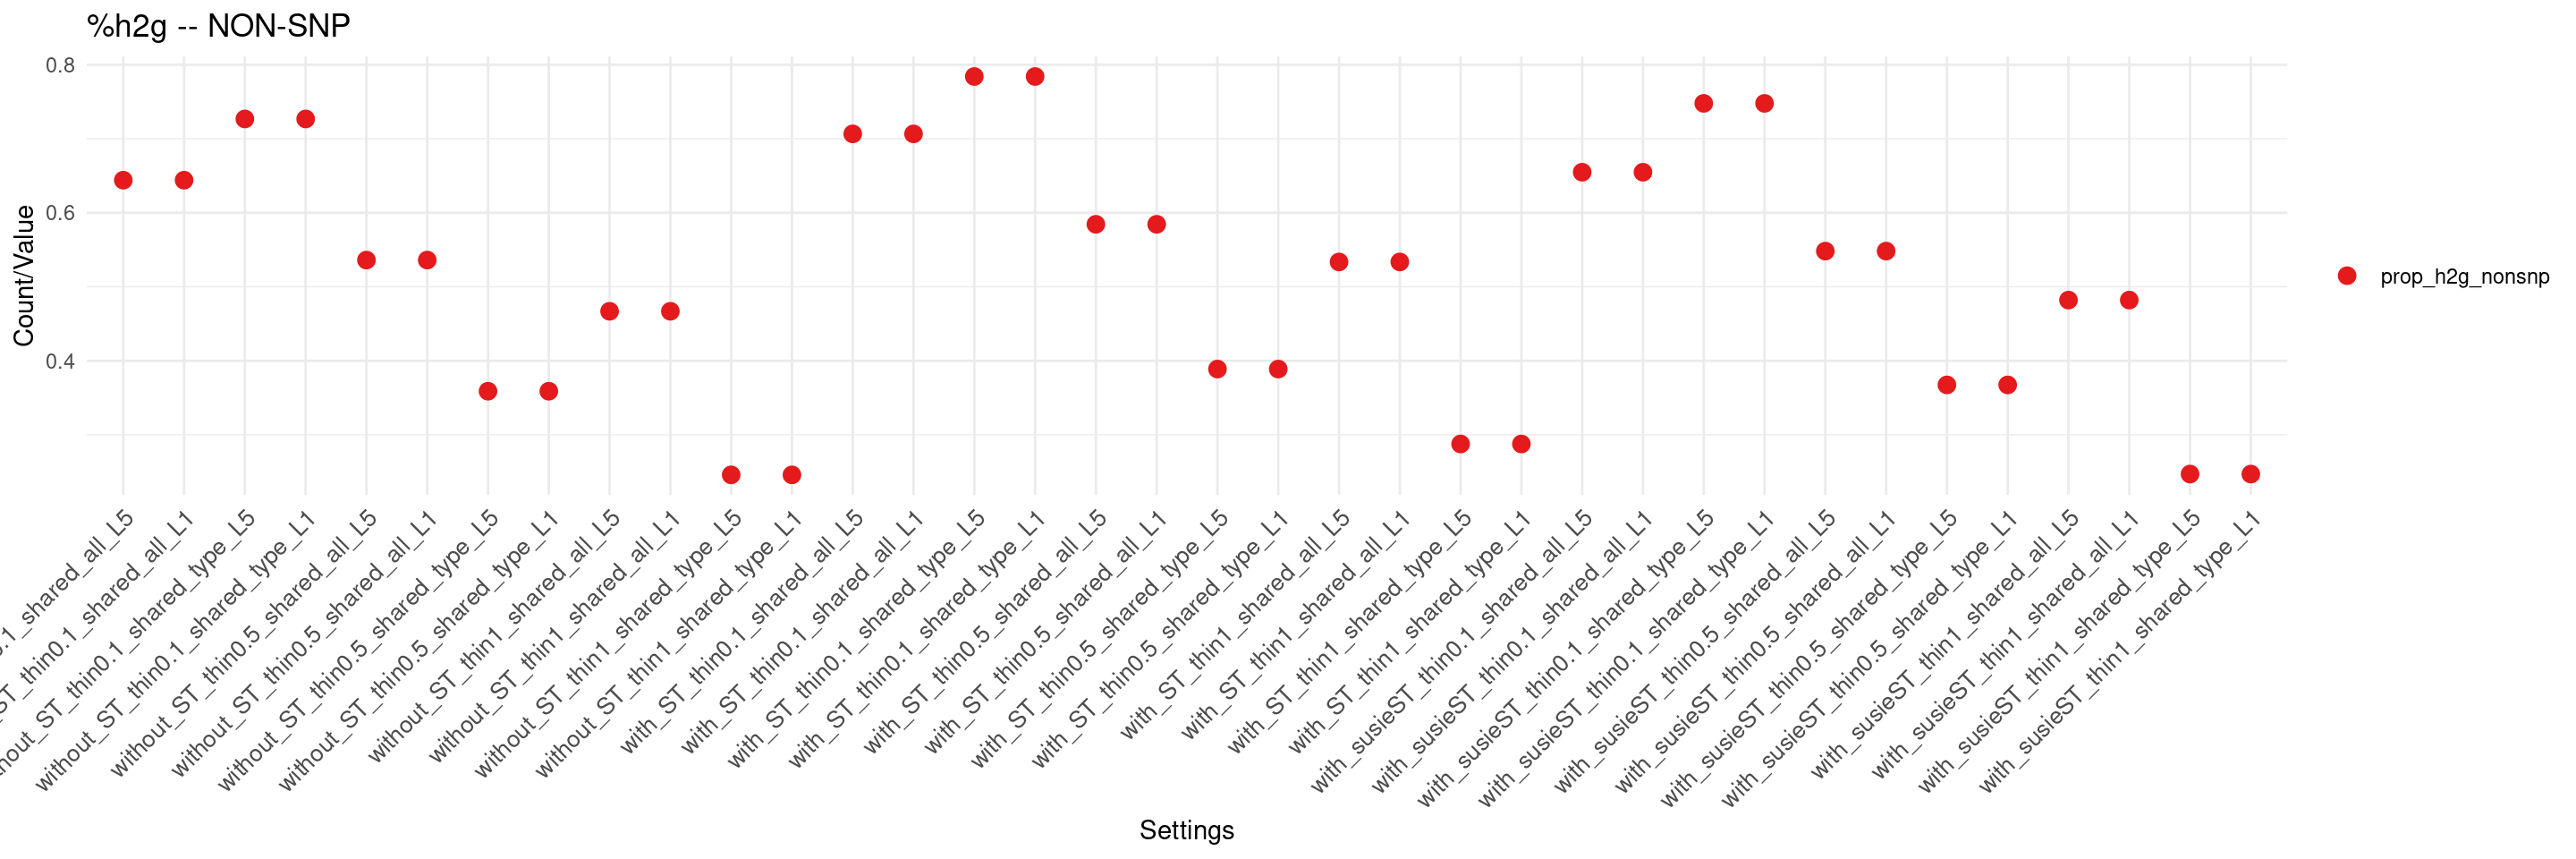 %h2g -- NON-SNP
Count/Value
0.8
0.6
0.4
0.1_shared_all_L5
ST_thin0.1_shared_all_L1
hout_ST_thin0.1_shared_type_L5
without_ST_thin0.1_shared_type_L1
without_ST_thin0.5_shared_all_L5
without_ST_thin0.5_shared_all_L1
without_ST_thin0.5_shared_type_L5
without_ST_thin0.5_shared_type_L1
without_ST_thin1_shared_all_L5
without_ST_thin1_shared_all_L1
without_ST_thin1_shared_type_L5
without_ST_thin1_shared_type_L1
with_ST_thin0.1_shared_all_L5
with_ST_thin0.1_shared_all_L1
with_ST_thin0.1_shared_type_L5
with_ST_thin0.1_shared_type_L1
with_ST_thin0.5_shared_all_L5
with_ST_thin0.5_shared_all_L1
with_ST_thin0.5_shared_type_L5
with_ST_thin0.5_shared_type_L1
with_ST_thin1_shared_all_L5
with_ST_thin1_shared_all_L1
with_ST_thin1_shared_type_L5
with_ST_thin1_shared_type_L1
with_susieST_thin0.1_shared_all_L5
with_susieST_thin0.1_shared_all_L1
with_susieST_thin0.1_shared_type_L5
with_susieST_thin0.1_shared_type_L1
with_susieST_thin0.5_shared_all_L5
with_susieST_thin0.5_shared_all_L1
with_susieST_thin0.5_shared_type_L5
with_susieST_thin0.5_shared_type_L1
with_susieST_thin1_shared_all_L5
with_susieST_thin1_shared_all_L1
with_susieST_thin1_shared_type_L5
with_susieST_thin1_shared_type_L1
Settings
prop_h2g_nonsnp